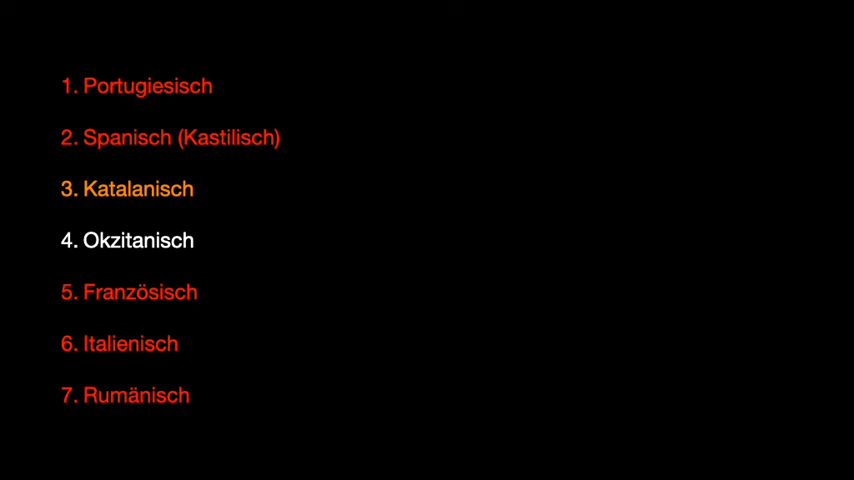 1. Portugiesisch
2. Spanisch (Kastilisch)
3. Katalanisch
4. Okzitanisch
5. Französisch
6. Italienisch
7. Rumänisch